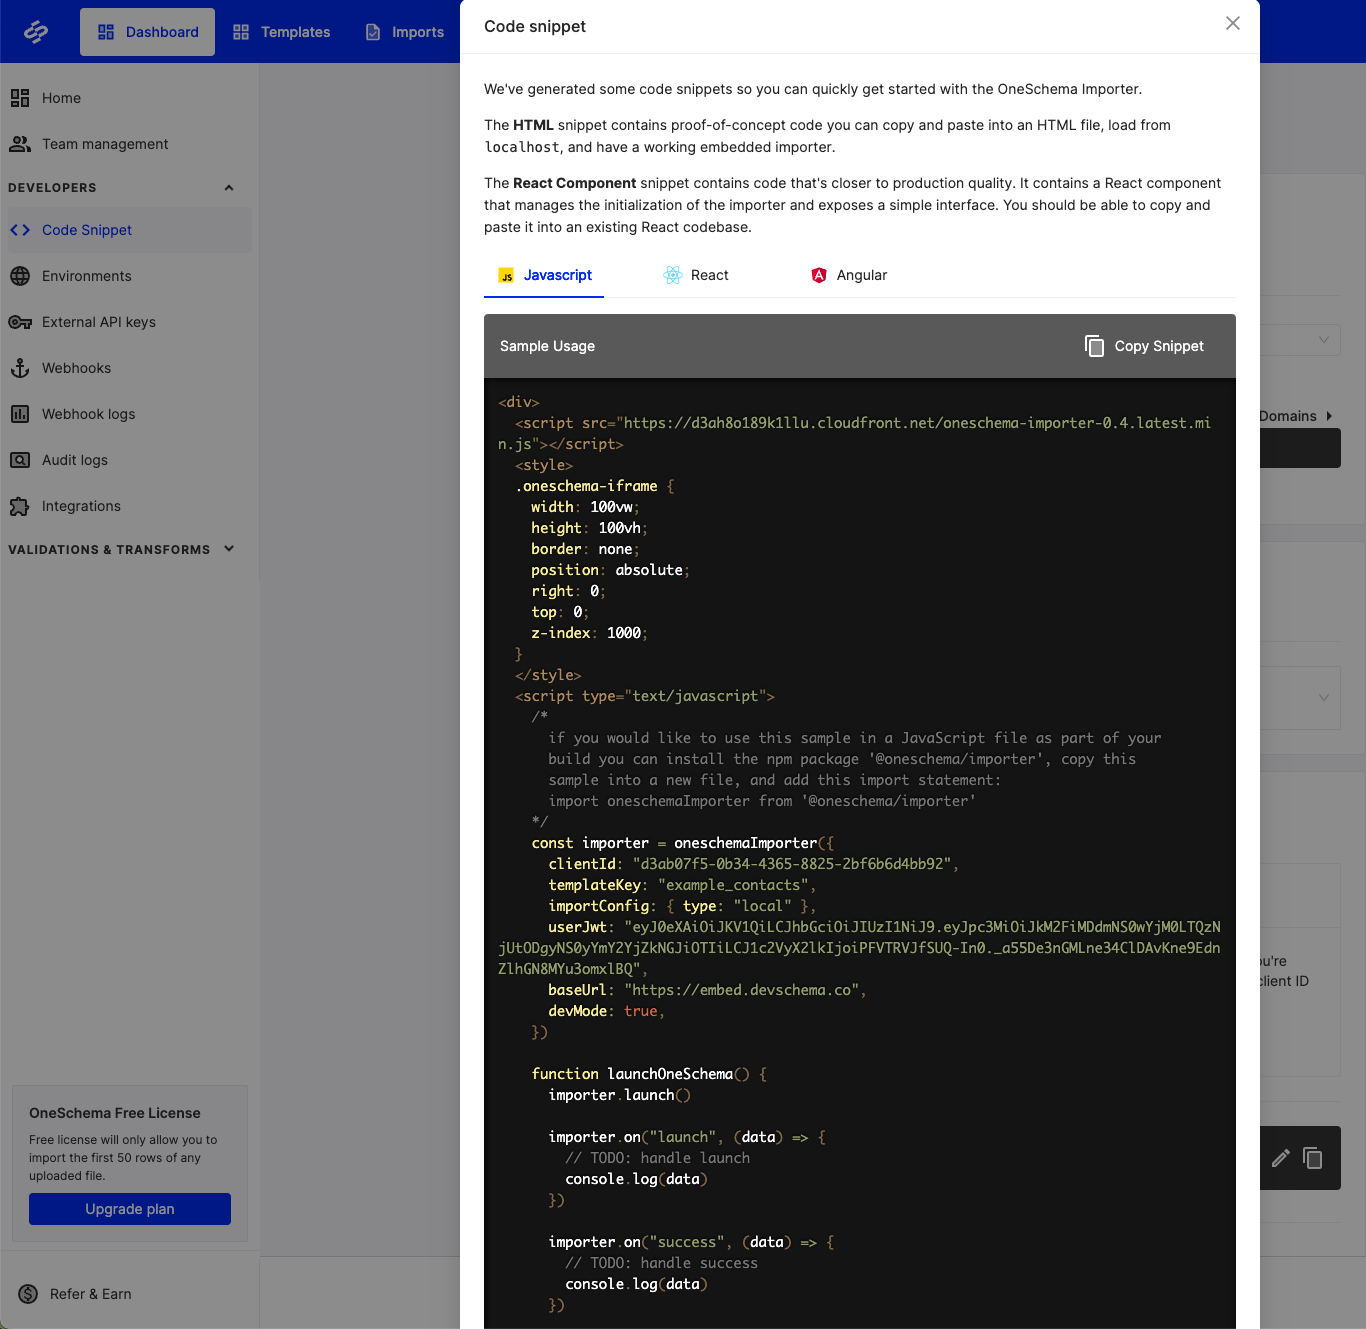 Dashboard
Templates
Imports
Home
Team management
DEVELOPERS
Code Snippet
Environments
External API keys
Webhooks
Webhook logs
Audit logs
Integrations
VALIDATIONS & TRANSFORMS
OneSchema Free License
Free license will only allow you to
import the first 50 rows of any
uploaded file.
Upgrade plan
Refer & Earn
Code snippet
We've generated some code snippets so you can quickly get started with the OneSchema Importer.
The HTML snippet contains proof-of-concept code you can copy and paste into an HTML file, load from
localhost, and have a working embedded importer.
The React Component snippet contains code that's closer to production quality. It contains a React component
that manages the initialization of the importer and exposes a simple interface. You should be able to copy and
paste it into an existing React codebase.
JS Javascript
React
A Angular
Sample Usage
Copy Snippet
<div>
<script src="https://d3ah8o189k1llu.cloudfront.net/oneschema-importer-0.4.latest.mi
n.js"></script>
<style>
.oneschema-iframe {
width: 100vw;
height: 100vh;
border: none;
position: absolute;
right: 0;
top: 0;
z-index: 1000;
}
</style>
<script type="text/javascript">
/*
if you would like to use this sample in a JavaScript file as part of your
build you can install the npm package '@oneschema/importer', copy this
sample into a new file, and add this import statement:
import oneschemaImporter from '@oneschema/importer'
*/
const importer = oneschemaImporter({
clientId: "d3ab07f5-0b34-4365-8825-2bf6b6d4bb92",
templateKey: "example_contacts",
importConfig: { type: "local" },
userJwt: "eyJ0eXAiOiJKV1QiLCJhbGciOiJIUzI1NiJ9.eyJpc3MiOiJkM2FiMDdmNS0wYjM0LTQzN
jUtODgyNS0yYmY2YjZkNGJiOTIiLCJ1c2VyX2lkIjoiPFVTRVJfSUQ-In0._a55De3nGMLne34ClDAvKne9Edn
ZlhGN8MYu3omxlBQ",
baseUrl: "https://embed.devschema.co",
devMode: true,
})
function launchOneSchema() {
importer.launch()
importer.on("launch", (data) => {
// TODO: handle launch
console.log(data)
})
importer.on("success", (data) => {
// TODO: handle success
console.log(data)
})
Domains
ou're
client ID